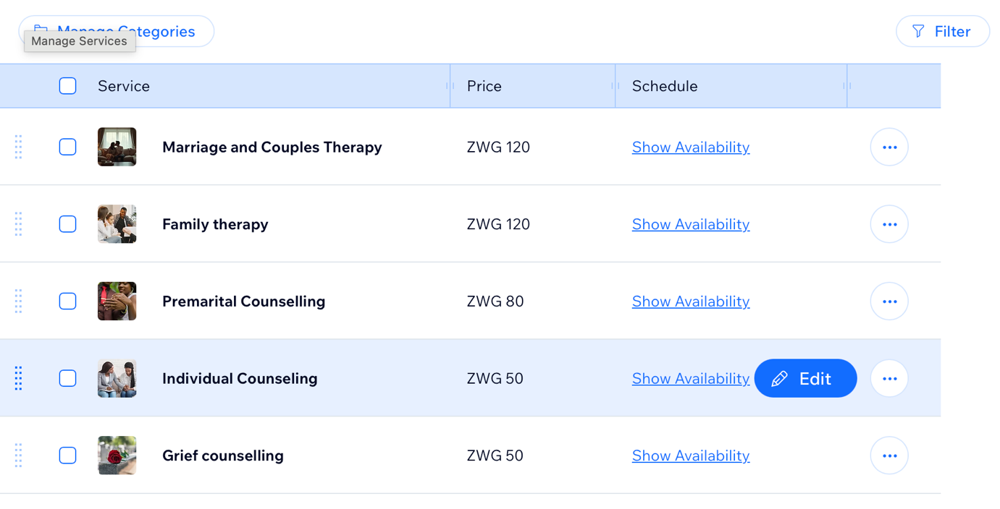 Manage Categories
Manage Services
Filter
Service Price Schedule
Marriage and Couples Therapy ZWG 120 Show Availability
Family therapy ZWG 120 Show Availability
Premarital Counselling ZWG 80 Show Availability
Individual Counseling ZWG 50 Show Availability Edit
Grief counselling ZWG 50 Show Availability